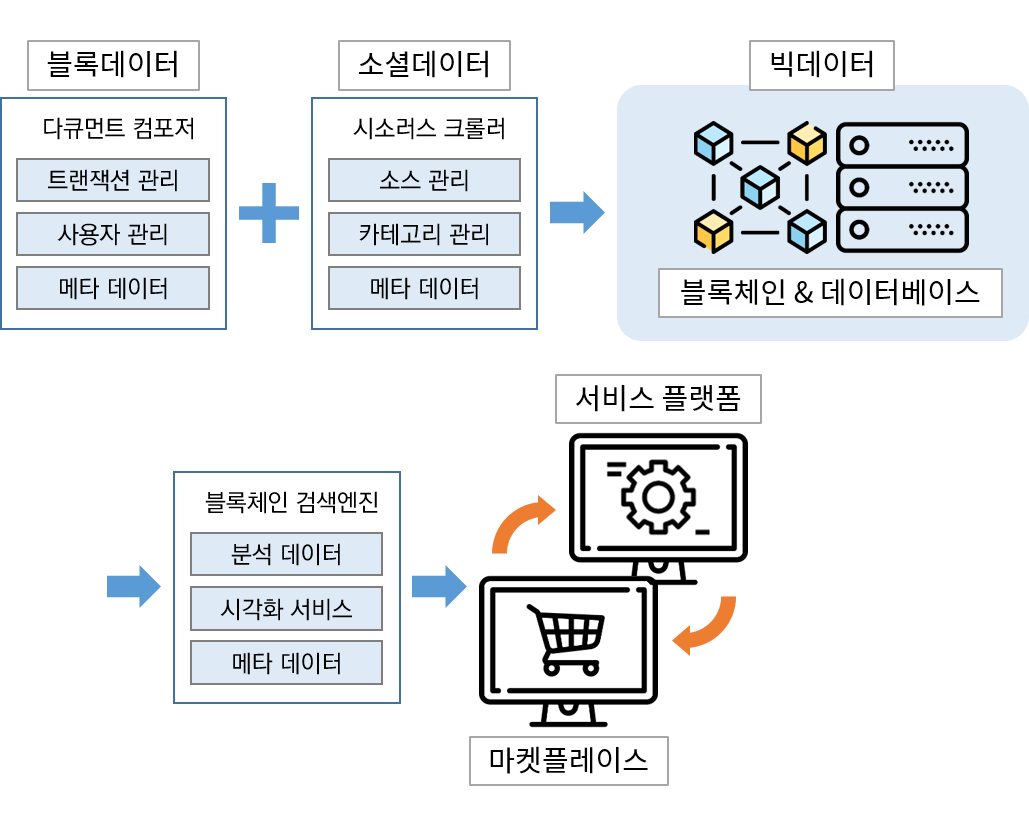 블록데이터
다큐먼트 컴포저
트랜잭션 관리
사용자 관리
메타 데이터
소셜데이터
시소러스 크롤러
소스 관리
카테고리 관리
메타 데이터
빅데이터
블록체인 & 데이터베이스
블록체인 검색엔진
분석 데이터
시각화 서비스
메타 데이터
서비스 플랫폼
마켓플레이스